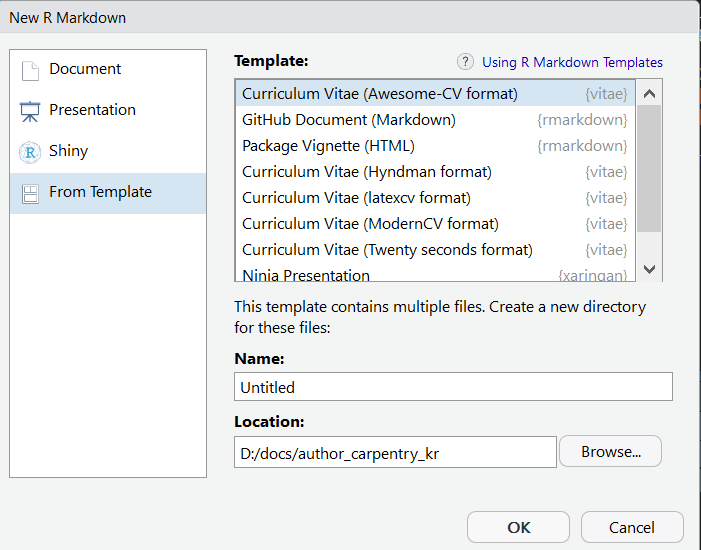 New R Markdown
Document
Presentation
Shiny
From Template
Template:
? Using R Markdown Templates
Curriculum Vitae (Awesome-CV format) {vitae}
GitHub Document (Markdown) {rmarkdown}
Package Vignette (HTML) {rmarkdown}
Curriculum Vitae (Hyndman format) {vitae}
Curriculum Vitae (latexcv format) {vitae}
Curriculum Vitae (ModernCV format) {vitae}
Curriculum Vitae (Twenty seconds format) {vitae}
Ninja Presentation {xaringan}
This template contains multiple files. Create a new directory
for these files:
Name:
Untitled
Location:
D:/docs/author_carpentry_kr
Browse...
OK
Cancel